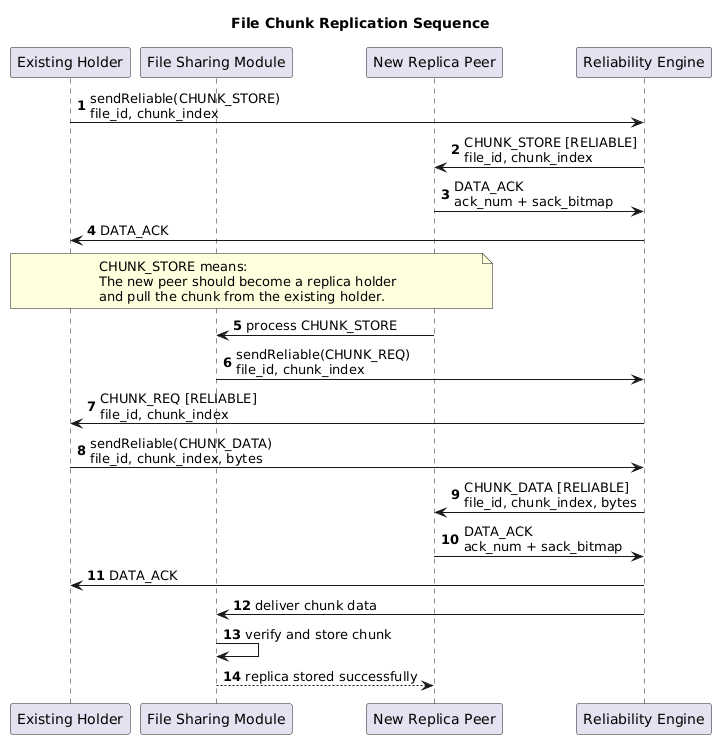 File Chunk Replication Sequence
Existing Holder
File Sharing Module
New Replica Peer
Reliability Engine
1 sendReliable(CHUNK_STORE)
file_id, chunk_index
2 CHUNK_STORE [RELIABLE]
file_id, chunk_index
3 DATA_ACK
ack_num + sack_bitmap
4 DATA_ACK
CHUNK_STORE means:
The new peer should become a replica holder
and pull the chunk from the existing holder.
5 process CHUNK_STORE
6 sendReliable(CHUNK_REQ)
file_id, chunk_index
7 CHUNK_REQ [RELIABLE]
file_id, chunk_index
8 sendReliable(CHUNK_DATA)
file_id, chunk_index, bytes
9 CHUNK_DATA [RELIABLE]
file_id, chunk_index, bytes
10 DATA_ACK
ack_num + sack_bitmap
11 DATA_ACK
12 deliver chunk data
13 verify and store chunk
14 replica stored successfully
Existing Holder
File Sharing Module
New Replica Peer
Reliability Engine